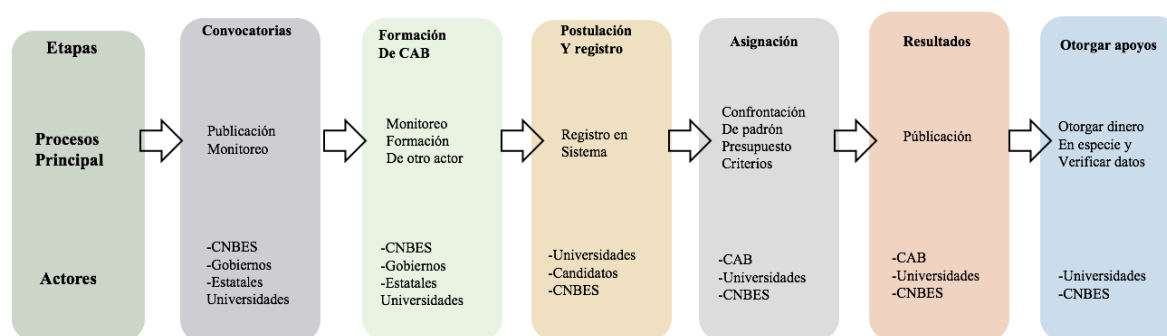 Etapas
Procesos
Principal
Actores
Convocatorias
Publicación
Monitoreo
-CNBES
-Gobiernos
-Estatales
Universidades
Formación
De CAB
Monitoreo
Formación
De otro actor
-CNBES
-Gobiernos
-Estatales
Universidades
Postulación
Y registro
Registro en
Sistema
-Universidades
-Candidatos
-CNBES
Asignación
Confrontación
De padrón
Presupuesto
Criterios
-CAB
-Universidades
-CNBES
Resultados
Públicación
-CAB
-Universidades
-CNBES
Otorgar apoyos
Otorgar dinero
En especie y
Verificar datos
-Universidades
-CNBES